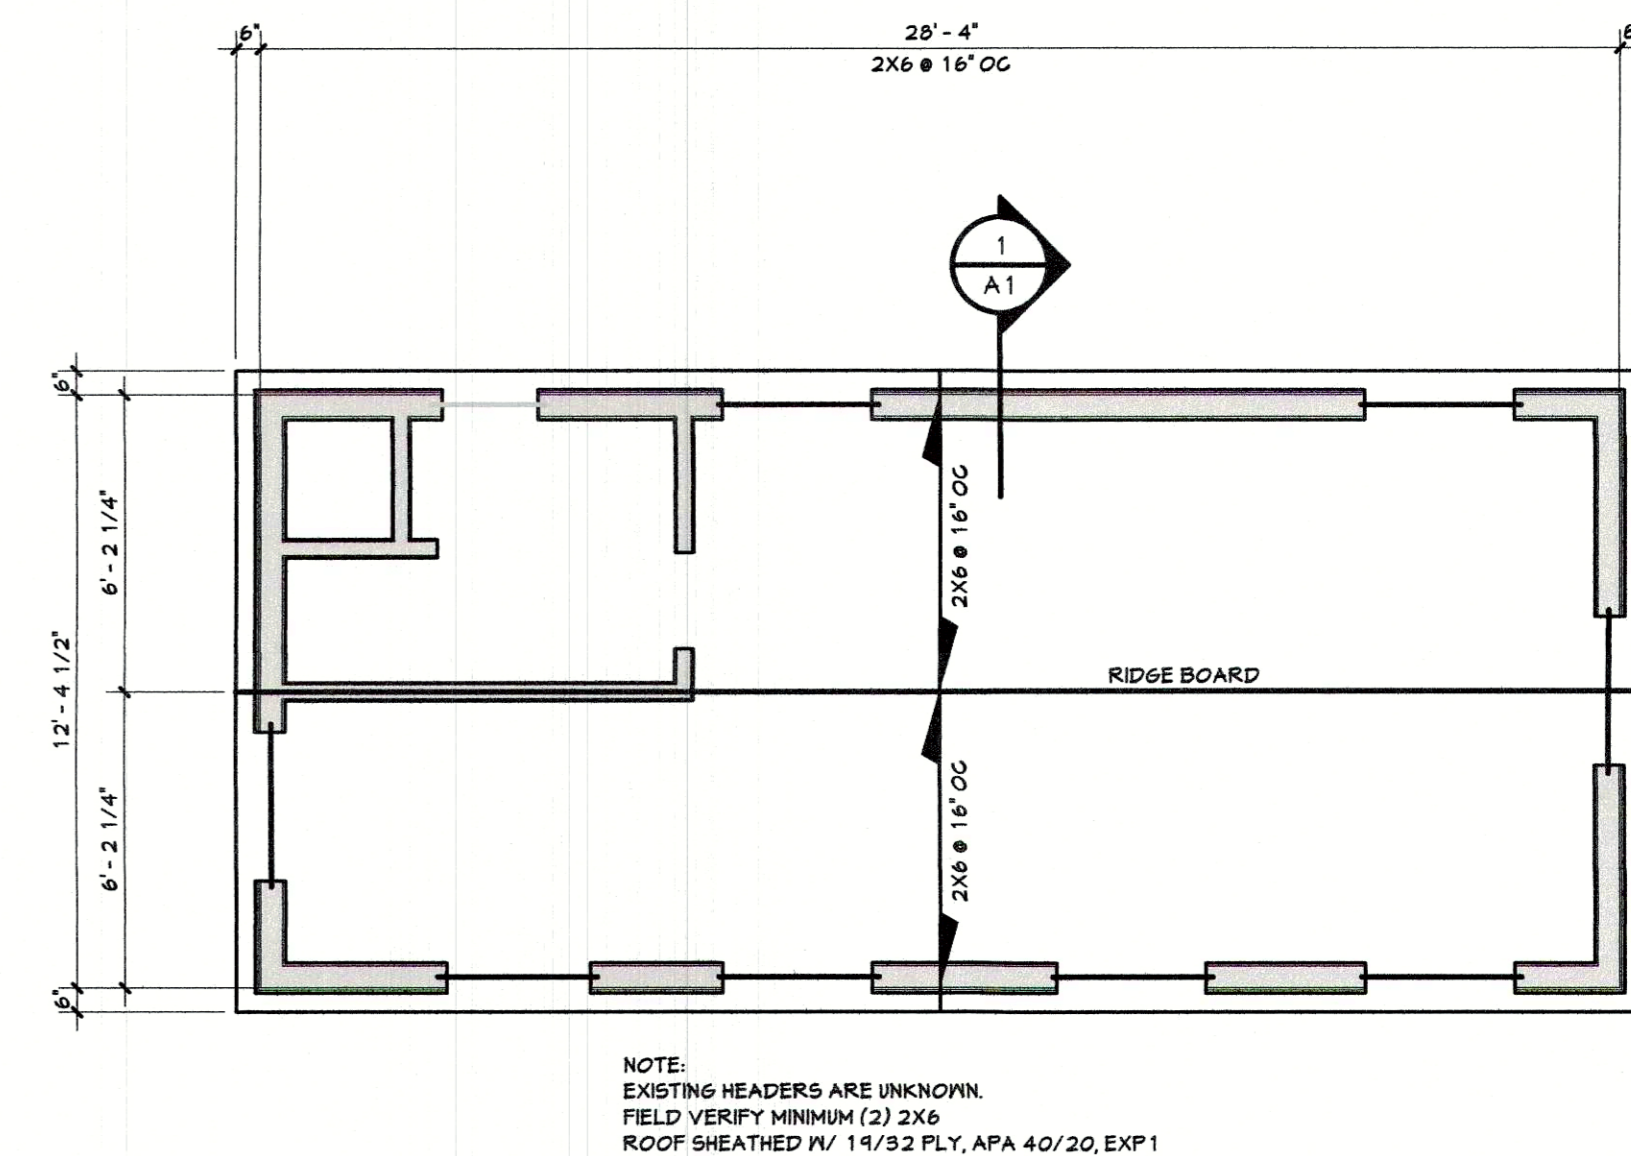 6" 28' - 4" 6
2X6 @ 16" OC
1
A1
6"
6' - 2 1/4"
12' - 4 1/2"
6' - 2 1/4"
6"
2X6 @ 16" OC
RIDGE BOARD
2X6 @ 16" OC
NOTE:
EXISTING HEADERS ARE UNKNOWN.
FIELD VERIFY MINIMUM (2) 2X6
ROOF SHEATHED W/ 19/32 PLY, APA 40/20, EXP1